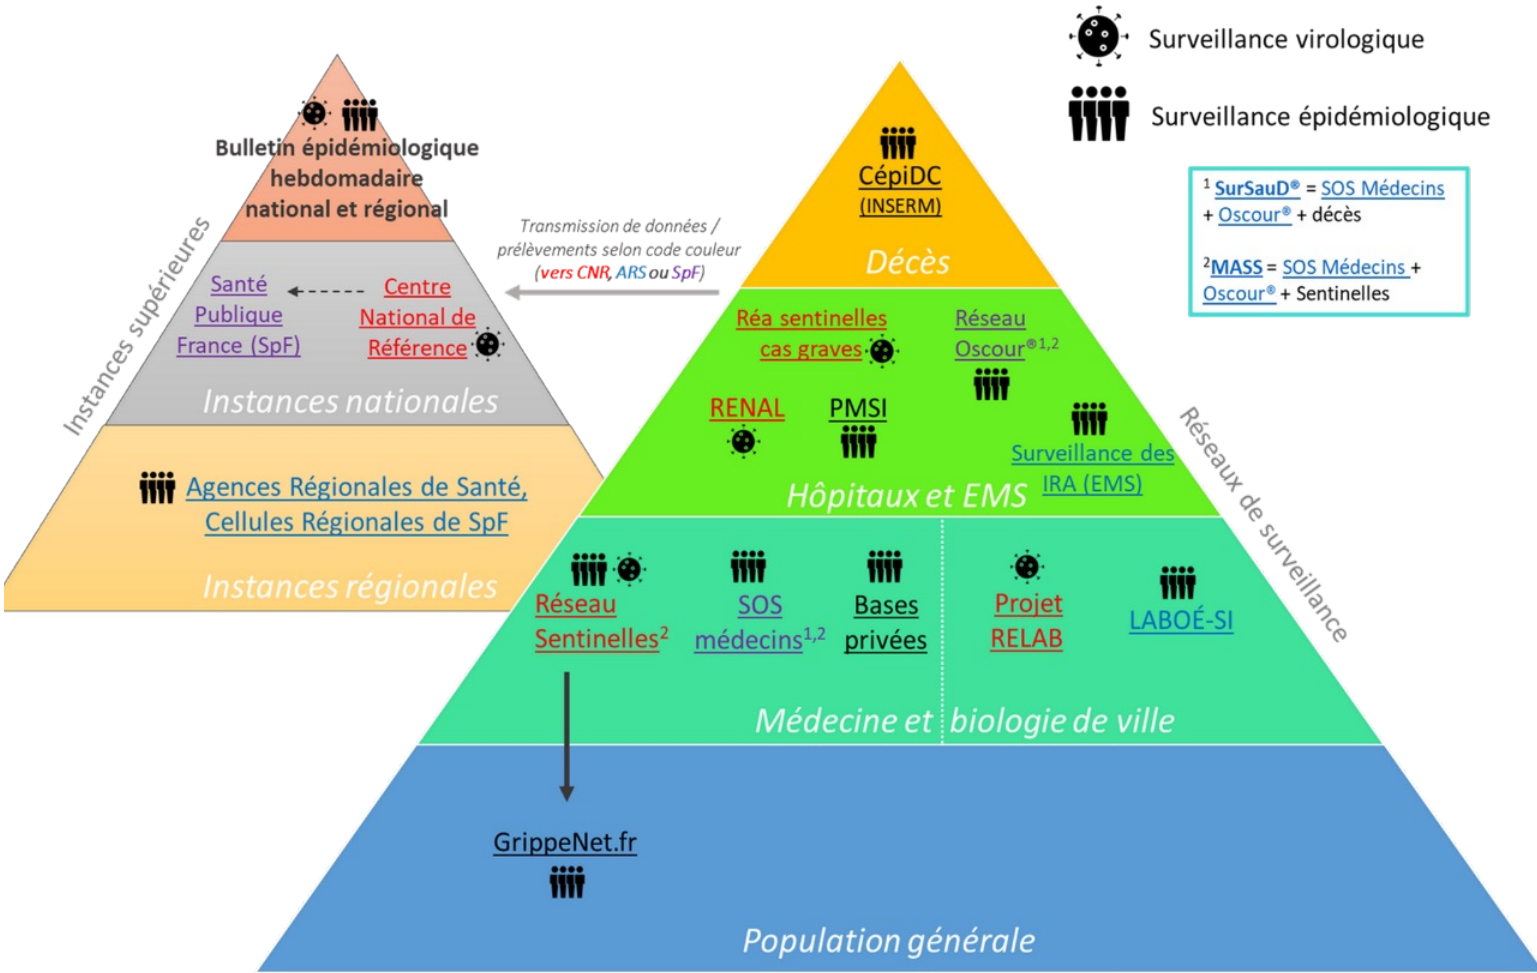 Surveillance virologique
Surveillance épidémiologique
¹ SurSauD® = SOS Médecins
+ Oscour® + décès
²MASS = SOS Médecins +
Oscour® + Sentinelles
Bulletin épidémiologique
hebdomadaire
national et régional
Instances supérieures
Santé
Publique
France (SpF)
Centre
National de
Référence
Instances nationales
Agences Régionales de Santé,
Cellules Régionales de SpF
Instances régionales
Transmission de données /
prélèvements selon code couleur
(vers CNR, ARS ou SpF)
CépiDC
(INSERM)
Décès
Réa sentinelles
cas graves
Réseau
Oscour®¹,²
RENAL
PMSI
Surveillance des
IRA (EMS)
Hôpitaux et EMS
Réseaux de surveillance
Réseau
Sentinelles²
SOS
médecins¹,²
Bases
privées
Projet
RELAB
LABOÉ-SI
Médecine et biologie de ville
GrippeNet.fr
Population générale